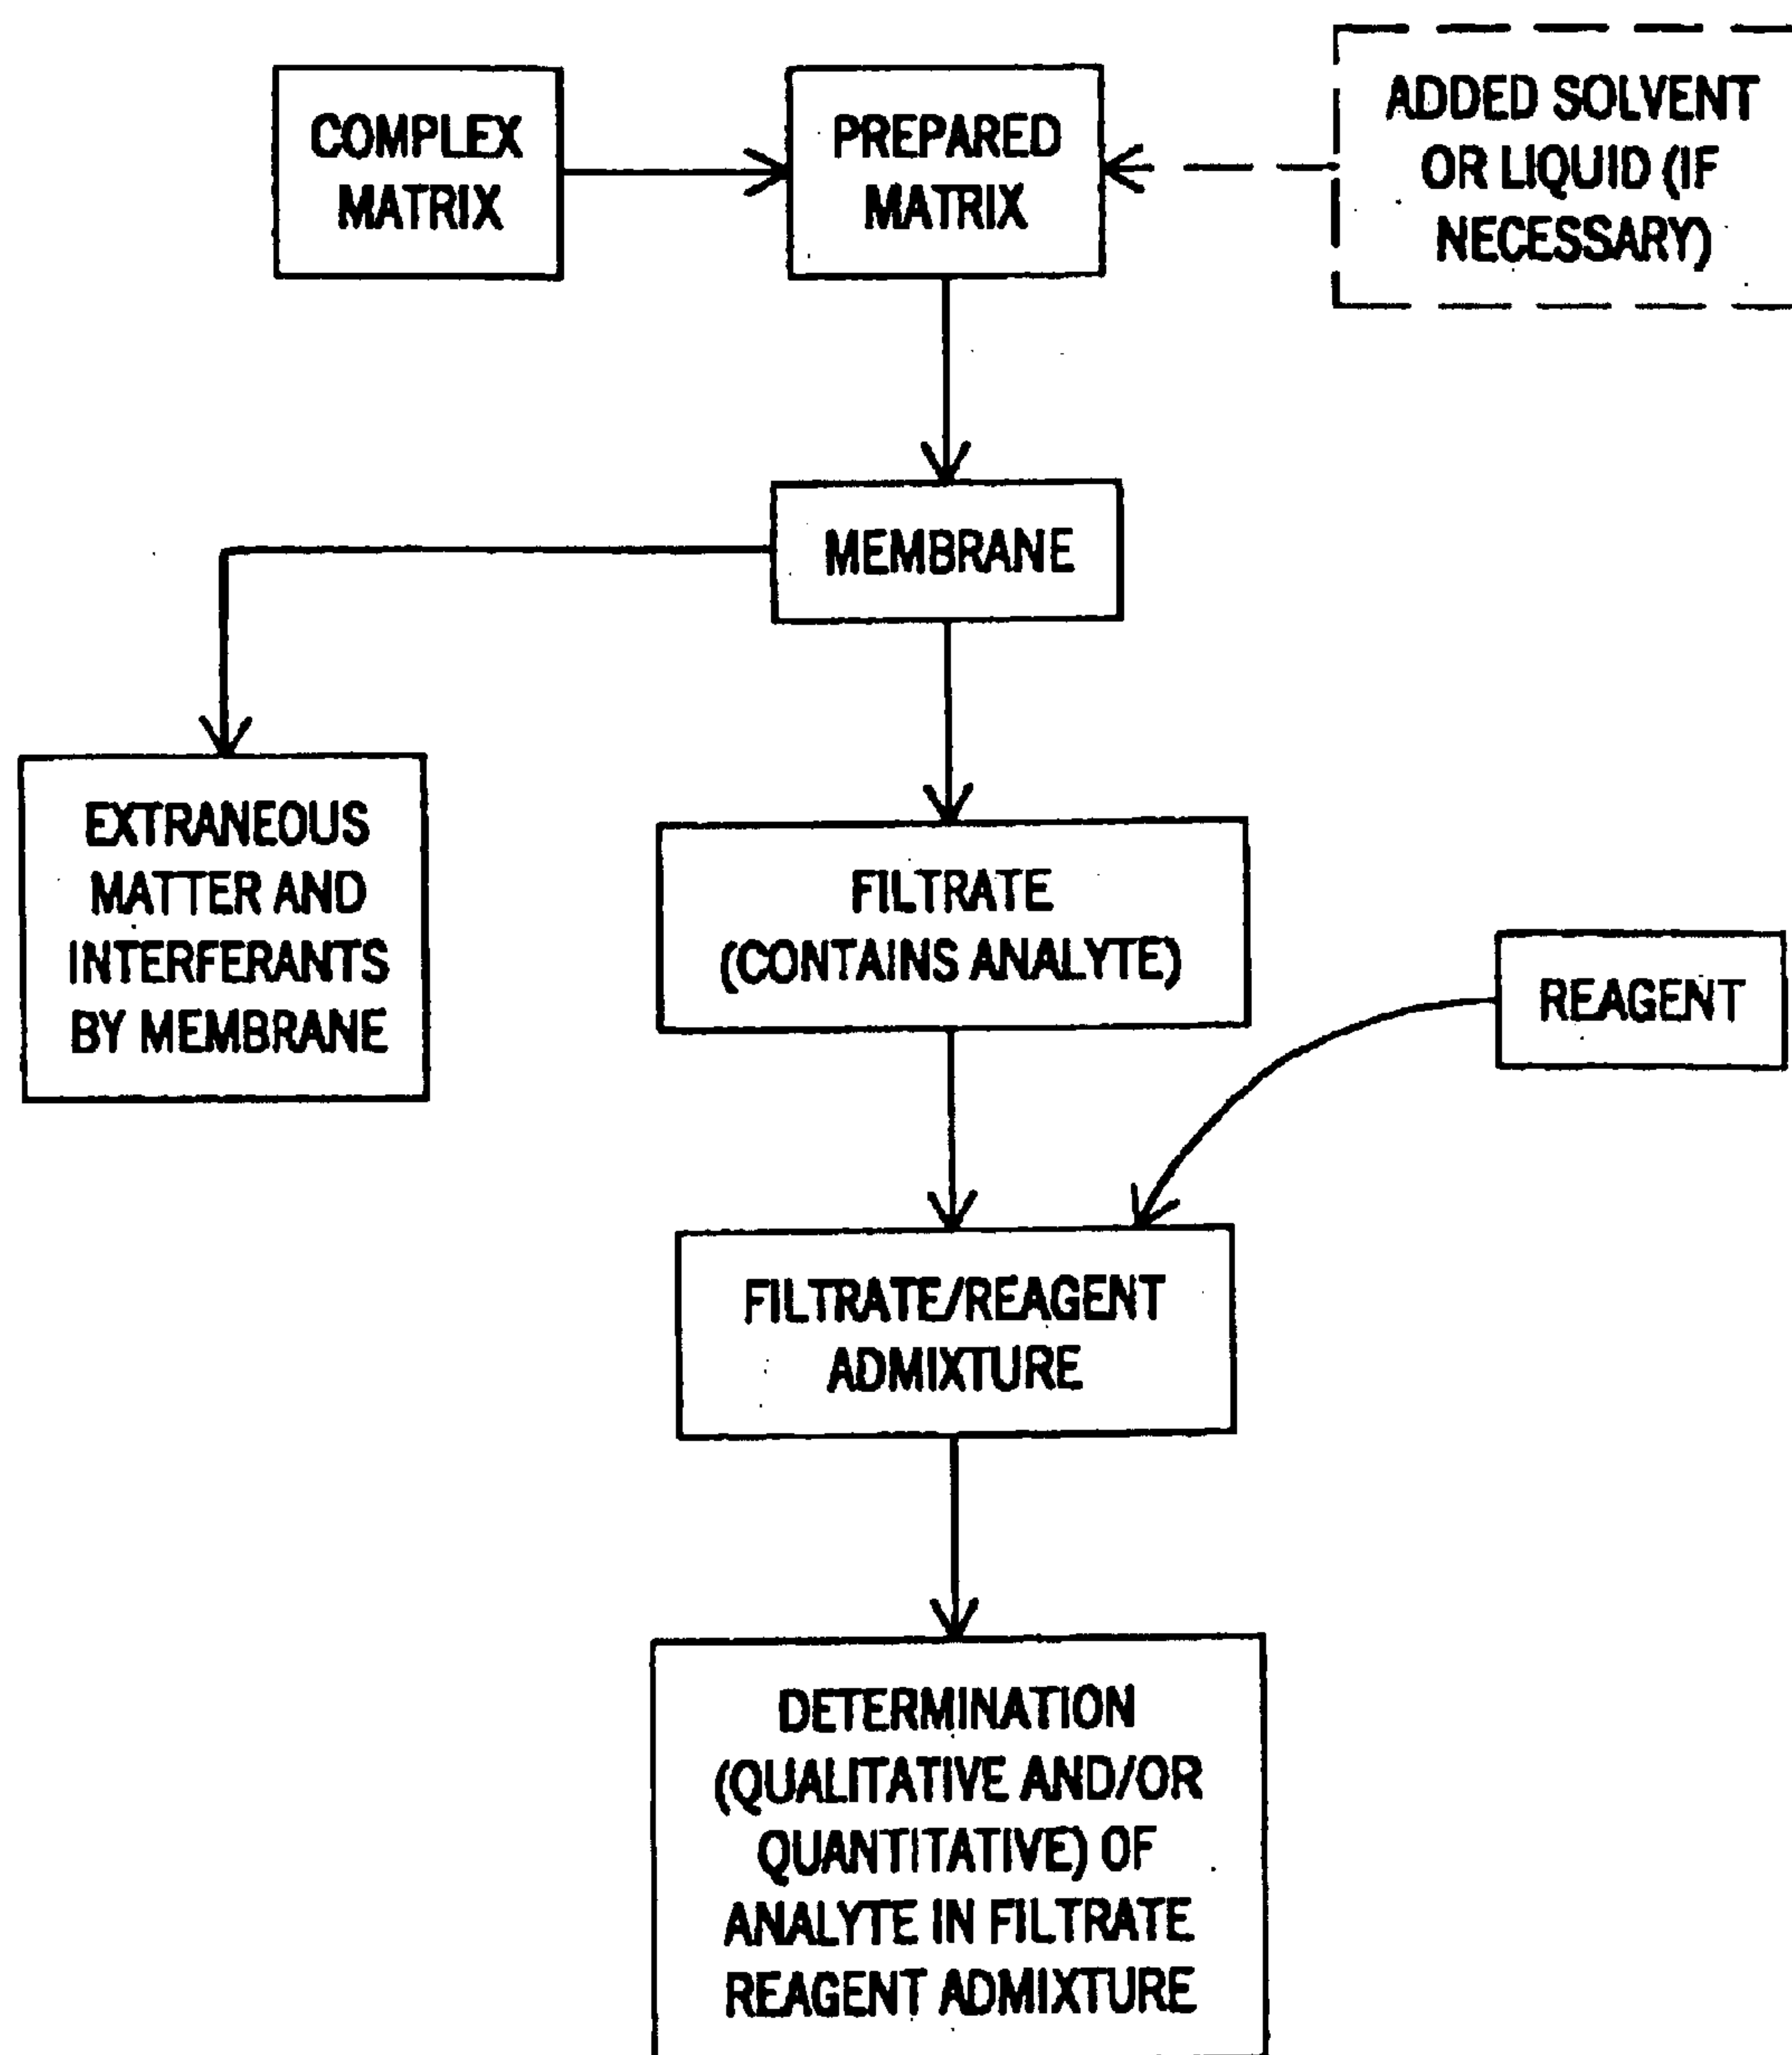 COMPLEX
MATRIX
PREPARED
MATRIX
ADDED SOLVENT
OR LIQUID (IF
NECESSARY)
MEMBRANE
EXTRANEOUS
MATTER AND
INTERFERANTS
BY MEMBRANE
FILTRATE
(CONTAINS ANALYTE)
REAGENT
FILTRATE/REAGENT
ADMIXTURE
DETERMINATION
(QUALITATIVE AND/OR
QUANTITATIVE) OF
ANALYTE IN FILTRATE
REAGENT ADMIXTURE